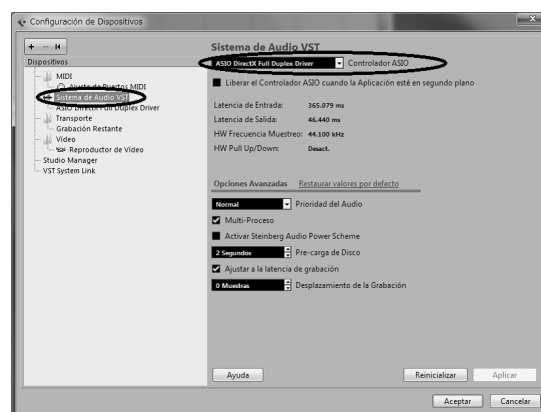 Configuración de Dispositivos
Dispositivos
MIDI
Ajuste de Puertos MIDI
Sistema de Audio VST
ASIO DirectX Full Duplex Driver
Transporte
Grabación Restante
Vídeo
Reproductor de Vídeo
Studio Manager
VST System Link
Sistema de Audio VST
ASIO DirectX Full Duplex Driver Controlador ASIO
Liberar el Controlador ASIO cuando la Aplicación esté en segundo plano
Latencia de Entrada: 365.079 ms
Latencia de Salida: 46.440 ms
HW Frecuencia Muestreo: 44.100 kHz
HW Pull Up/Down: Desact.
Opciones Avanzadas Restaurar valores por defecto
Normal Prioridad del Audio
Multi-Proceso
Activar Steinberg Audio Power Scheme
2 Segundos Pre-carga de Disco
Ajustar a la latencia de grabación
0 Muestras Desplazamiento de la Grabación
Ayuda Reinicializar Aplicar
Aceptar Cancelar